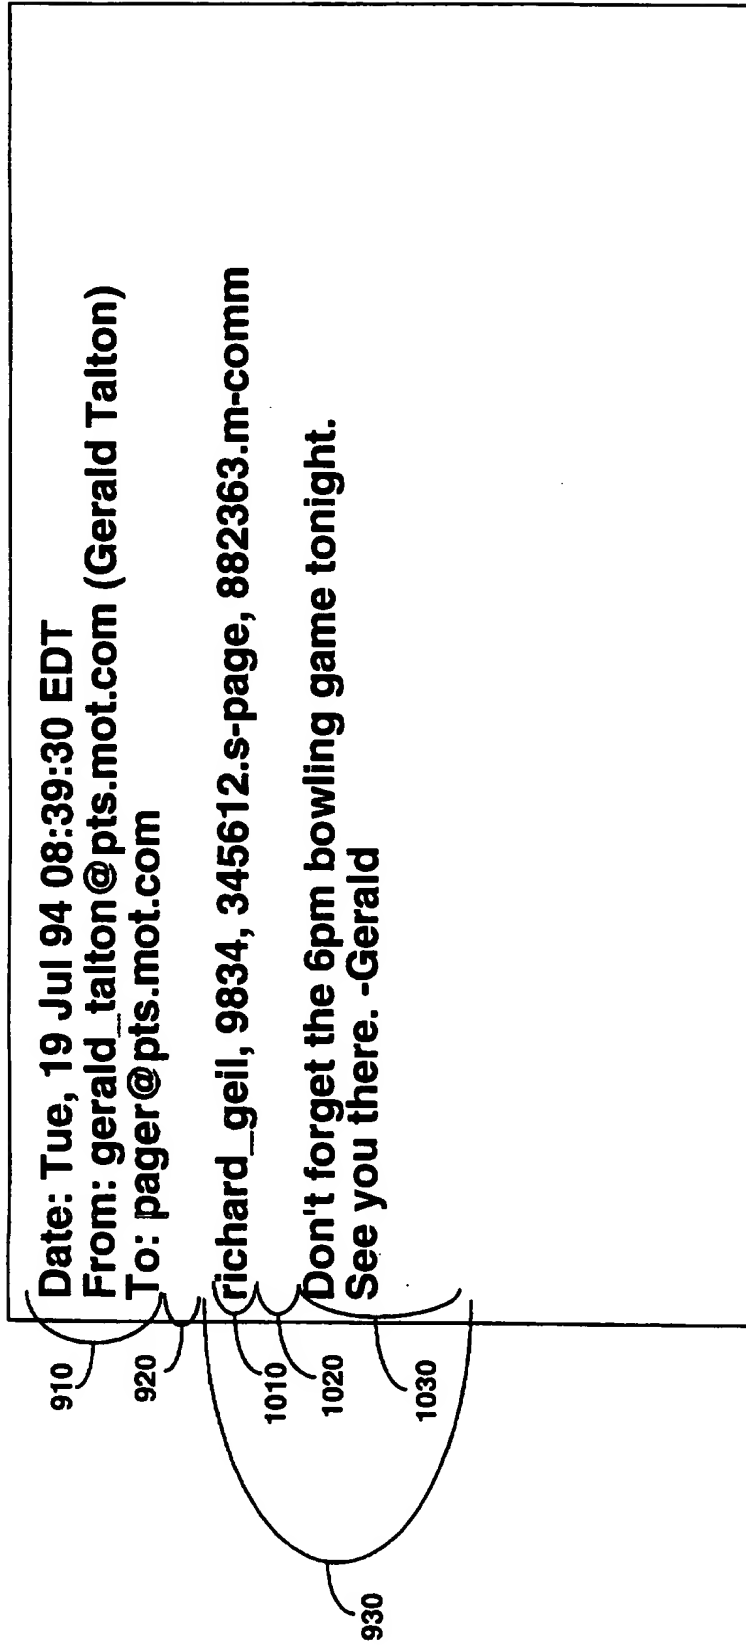 Date: Tue, 19 Jul 94 08:39:30 EDT
From: gerald_talton@pts.mot.com (Gerald Talton)
To: pager@pts.mot.com
richard_geil, 9834, 345612.s-page, 882363.m-comm
Don't forget the 6pm bowling game tonight.
See you there. -Gerald
910
920
1010
1020
1030
930